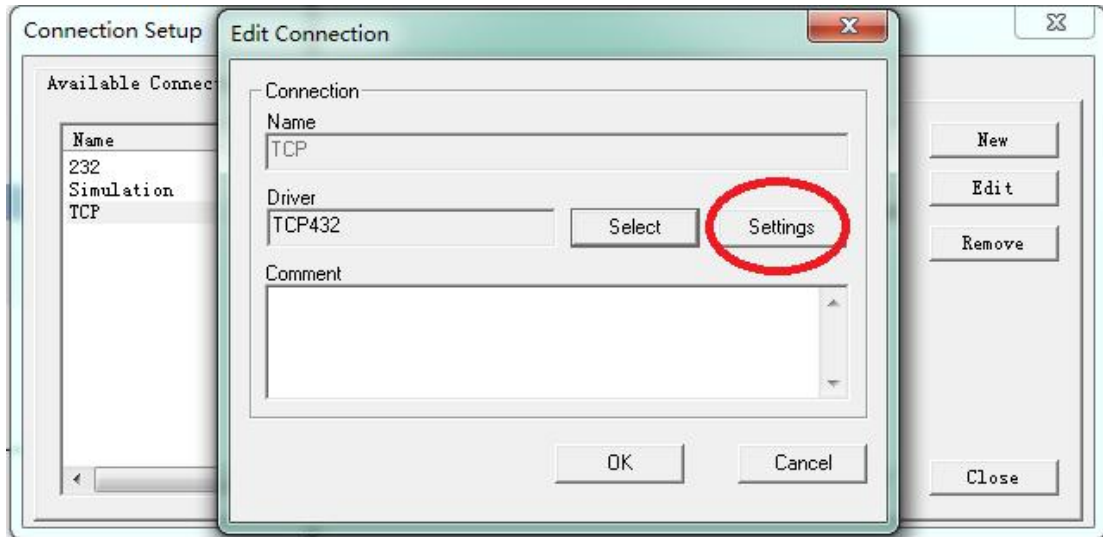 Connection Setup
Edit Connection
Available Connec
Connection
Name
Name
TCP
New
232
Simulation
TCP
Edit
Driver
TCP432
Select
Settings
Remove
Comment
OK
Cancel
Close